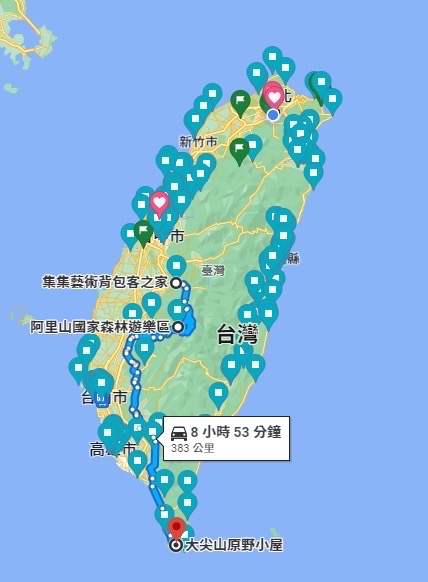 北
新竹市
中市
縣
集集藝術背包客之家
臺灣
阿里山國家森林遊樂區
台灣
台南市
8 小時 53 分鐘
383 公里
高雄市
大尖山原野小屋